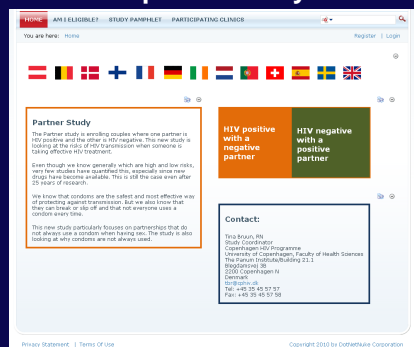 HOME AM I ELIGIBLE? STUDY PAMPHLET PARTICIPATING CLINICS
You are here: Home
Register | Login
Partner Study
The Partner study is enrolling couples where one partner is
HIV positive and the other is HIV negative. This new study is
looking at the risks of HIV transmission when someone is
taking effective HIV treatment.
Even though we know generally which are high and low risks,
very few studies have quantified this, especially since new
drugs have become available. This is still the case even after
25 years of research.
We know that condoms are the safest and most effective way
of protecting against transmission. But we also know that
they can break or slip off and that not everyone uses a
condom every time.
This new study particularly focuses on partnerships that do
not always use a condom when having sex. The study is also
looking at why condoms are not always used.
HIV positive
with a
negative
partner
HIV negative
with a
positive
partner
Contact:
Tina Bruun, RN
Study Coordinator
Copenhagen HIV Programme
University of Copenhagen, Faculty of Health Sciences
The Panum Institute/Building 21.1
Blegdamsvej 3B
2200 Copenhagen N
Denmark
tbr@cphiv.dk
Tel: +45 35 45 57 57
Fax: +45 35 45 57 58
Privacy Statement | Terms Of Use
Copyright 2010 by DotNetNuke Corporation